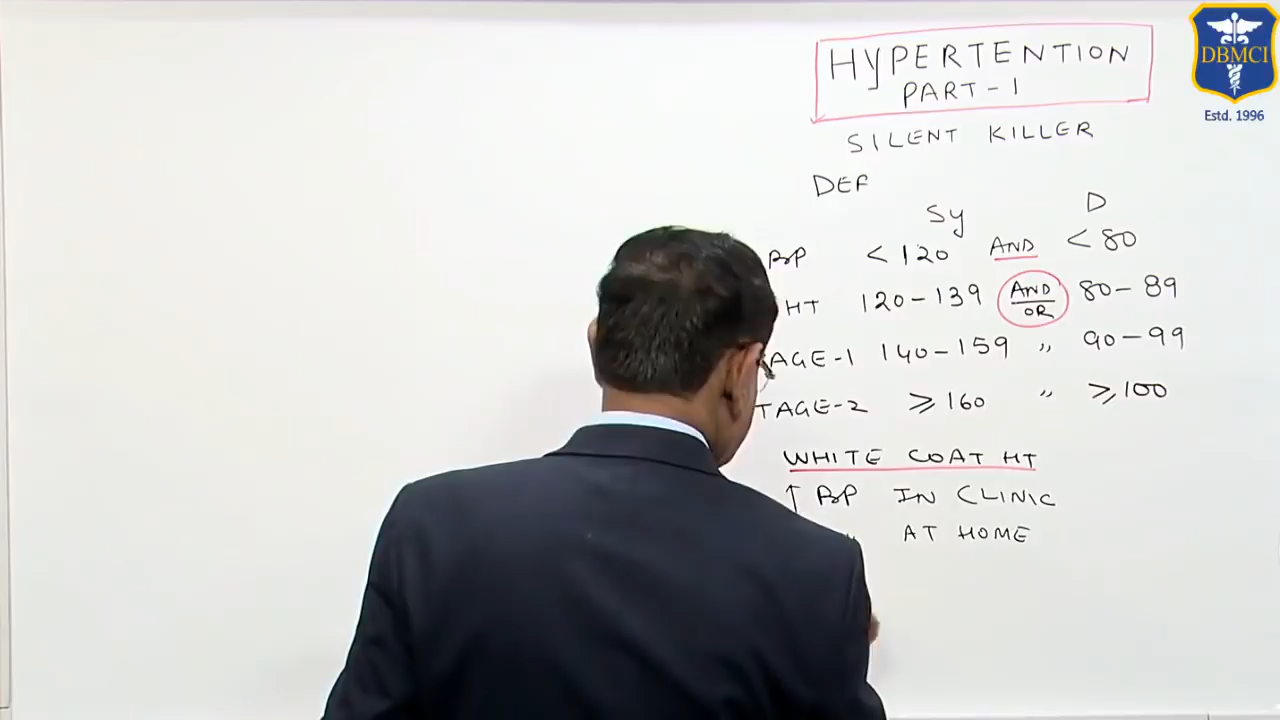 HYPERTENTION
PART-1
DBMCI
Estd. 1996
SILENT KILLER
DEF
Sy D
BP < 120 AND < 80
HT 120-139 AND/OR 80-89
AGE-1 140-159 " 90-99
TAGE-2 ≥160 " ≥100
WHITE COAT HT
↑ BP IN CLINIC
AT HOME